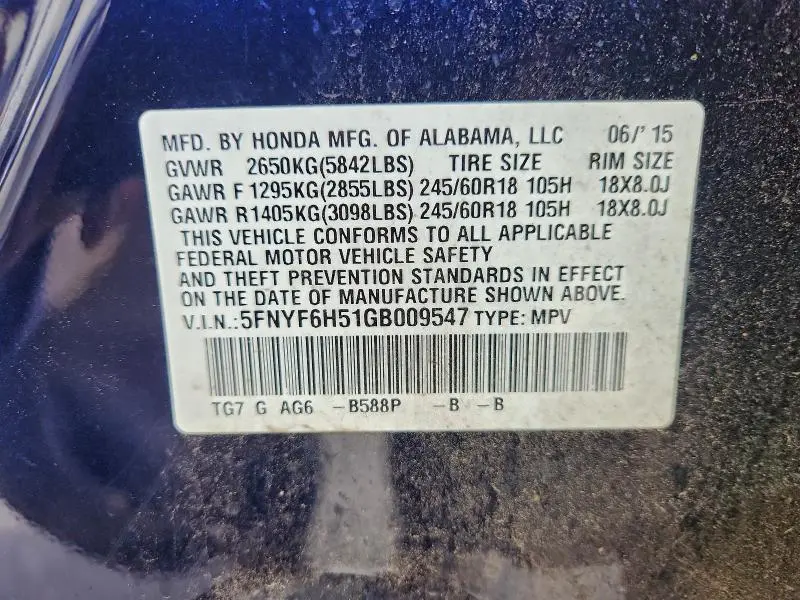 MFD. BY HONDA MFG. OF ALABAMA, LLC 06/'15
GVWR 2650KG(5842LBS) TIRE SIZE RIM SIZE
GAWR F1295KG(2855LBS) 245/60R18 105H 18X8.0J
GAWR R1405KG(3098LBS) 245/60R18 105H 18X8.0J
THIS VEHICLE CONFORMS TO ALL APPLICABLE
FEDERAL MOTOR VEHICLE SAFETY
AND THEFT PREVENTION STANDARDS IN EFFECT
ON THE DATE OF MANUFACTURE SHOWN ABOVE.
V.I.N.:5FNYF6H51GB009547 TYPE: MPV
TG7 G AG6 -B588P -B -B